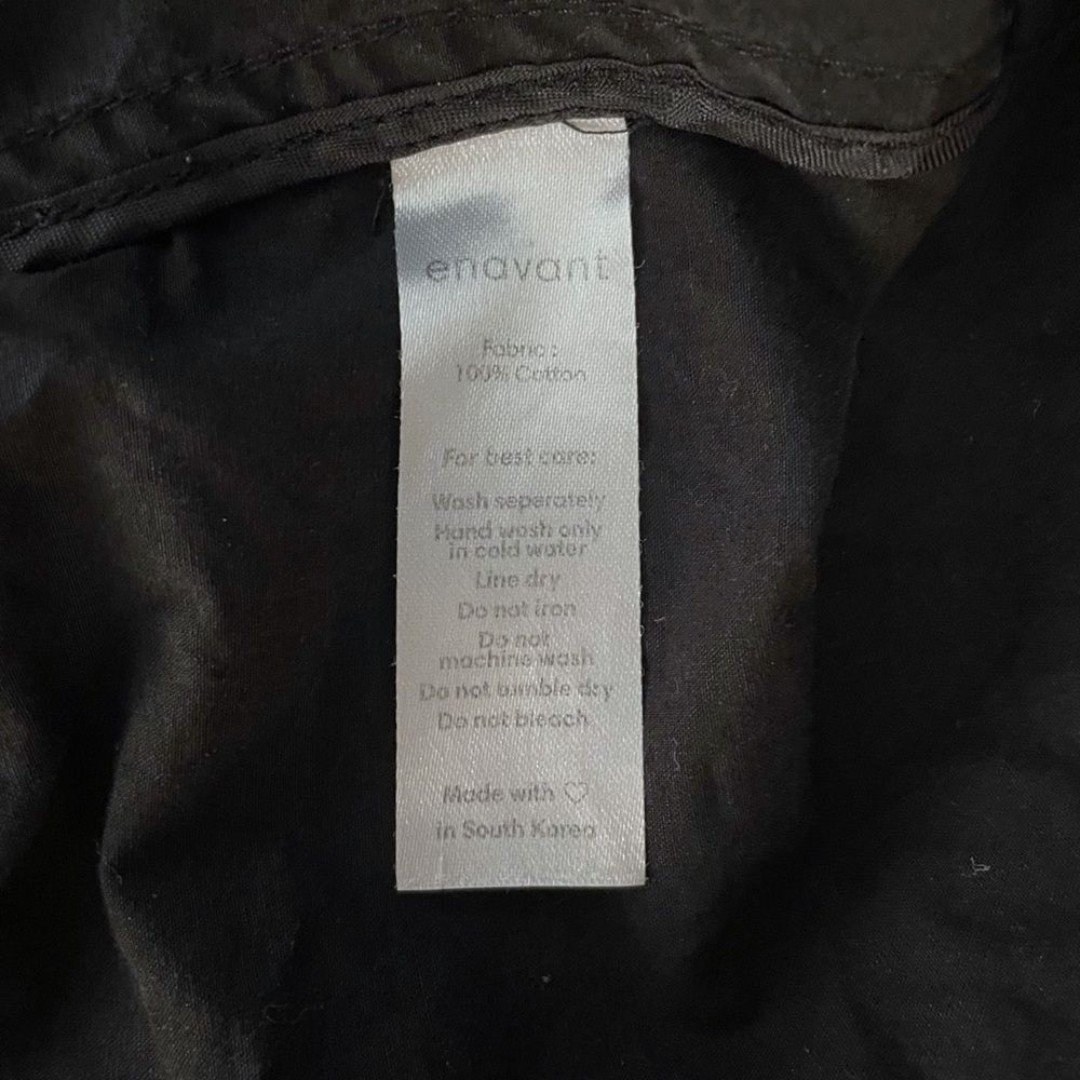 enavant
Fabric :
100% Cotton
For best care:
Wash separately
Hand wash only
in cold water
Line dry
Do not iron
Do not
machine wash
Do not tumble dry
Do not bleach
Made with ♡
in South Korea